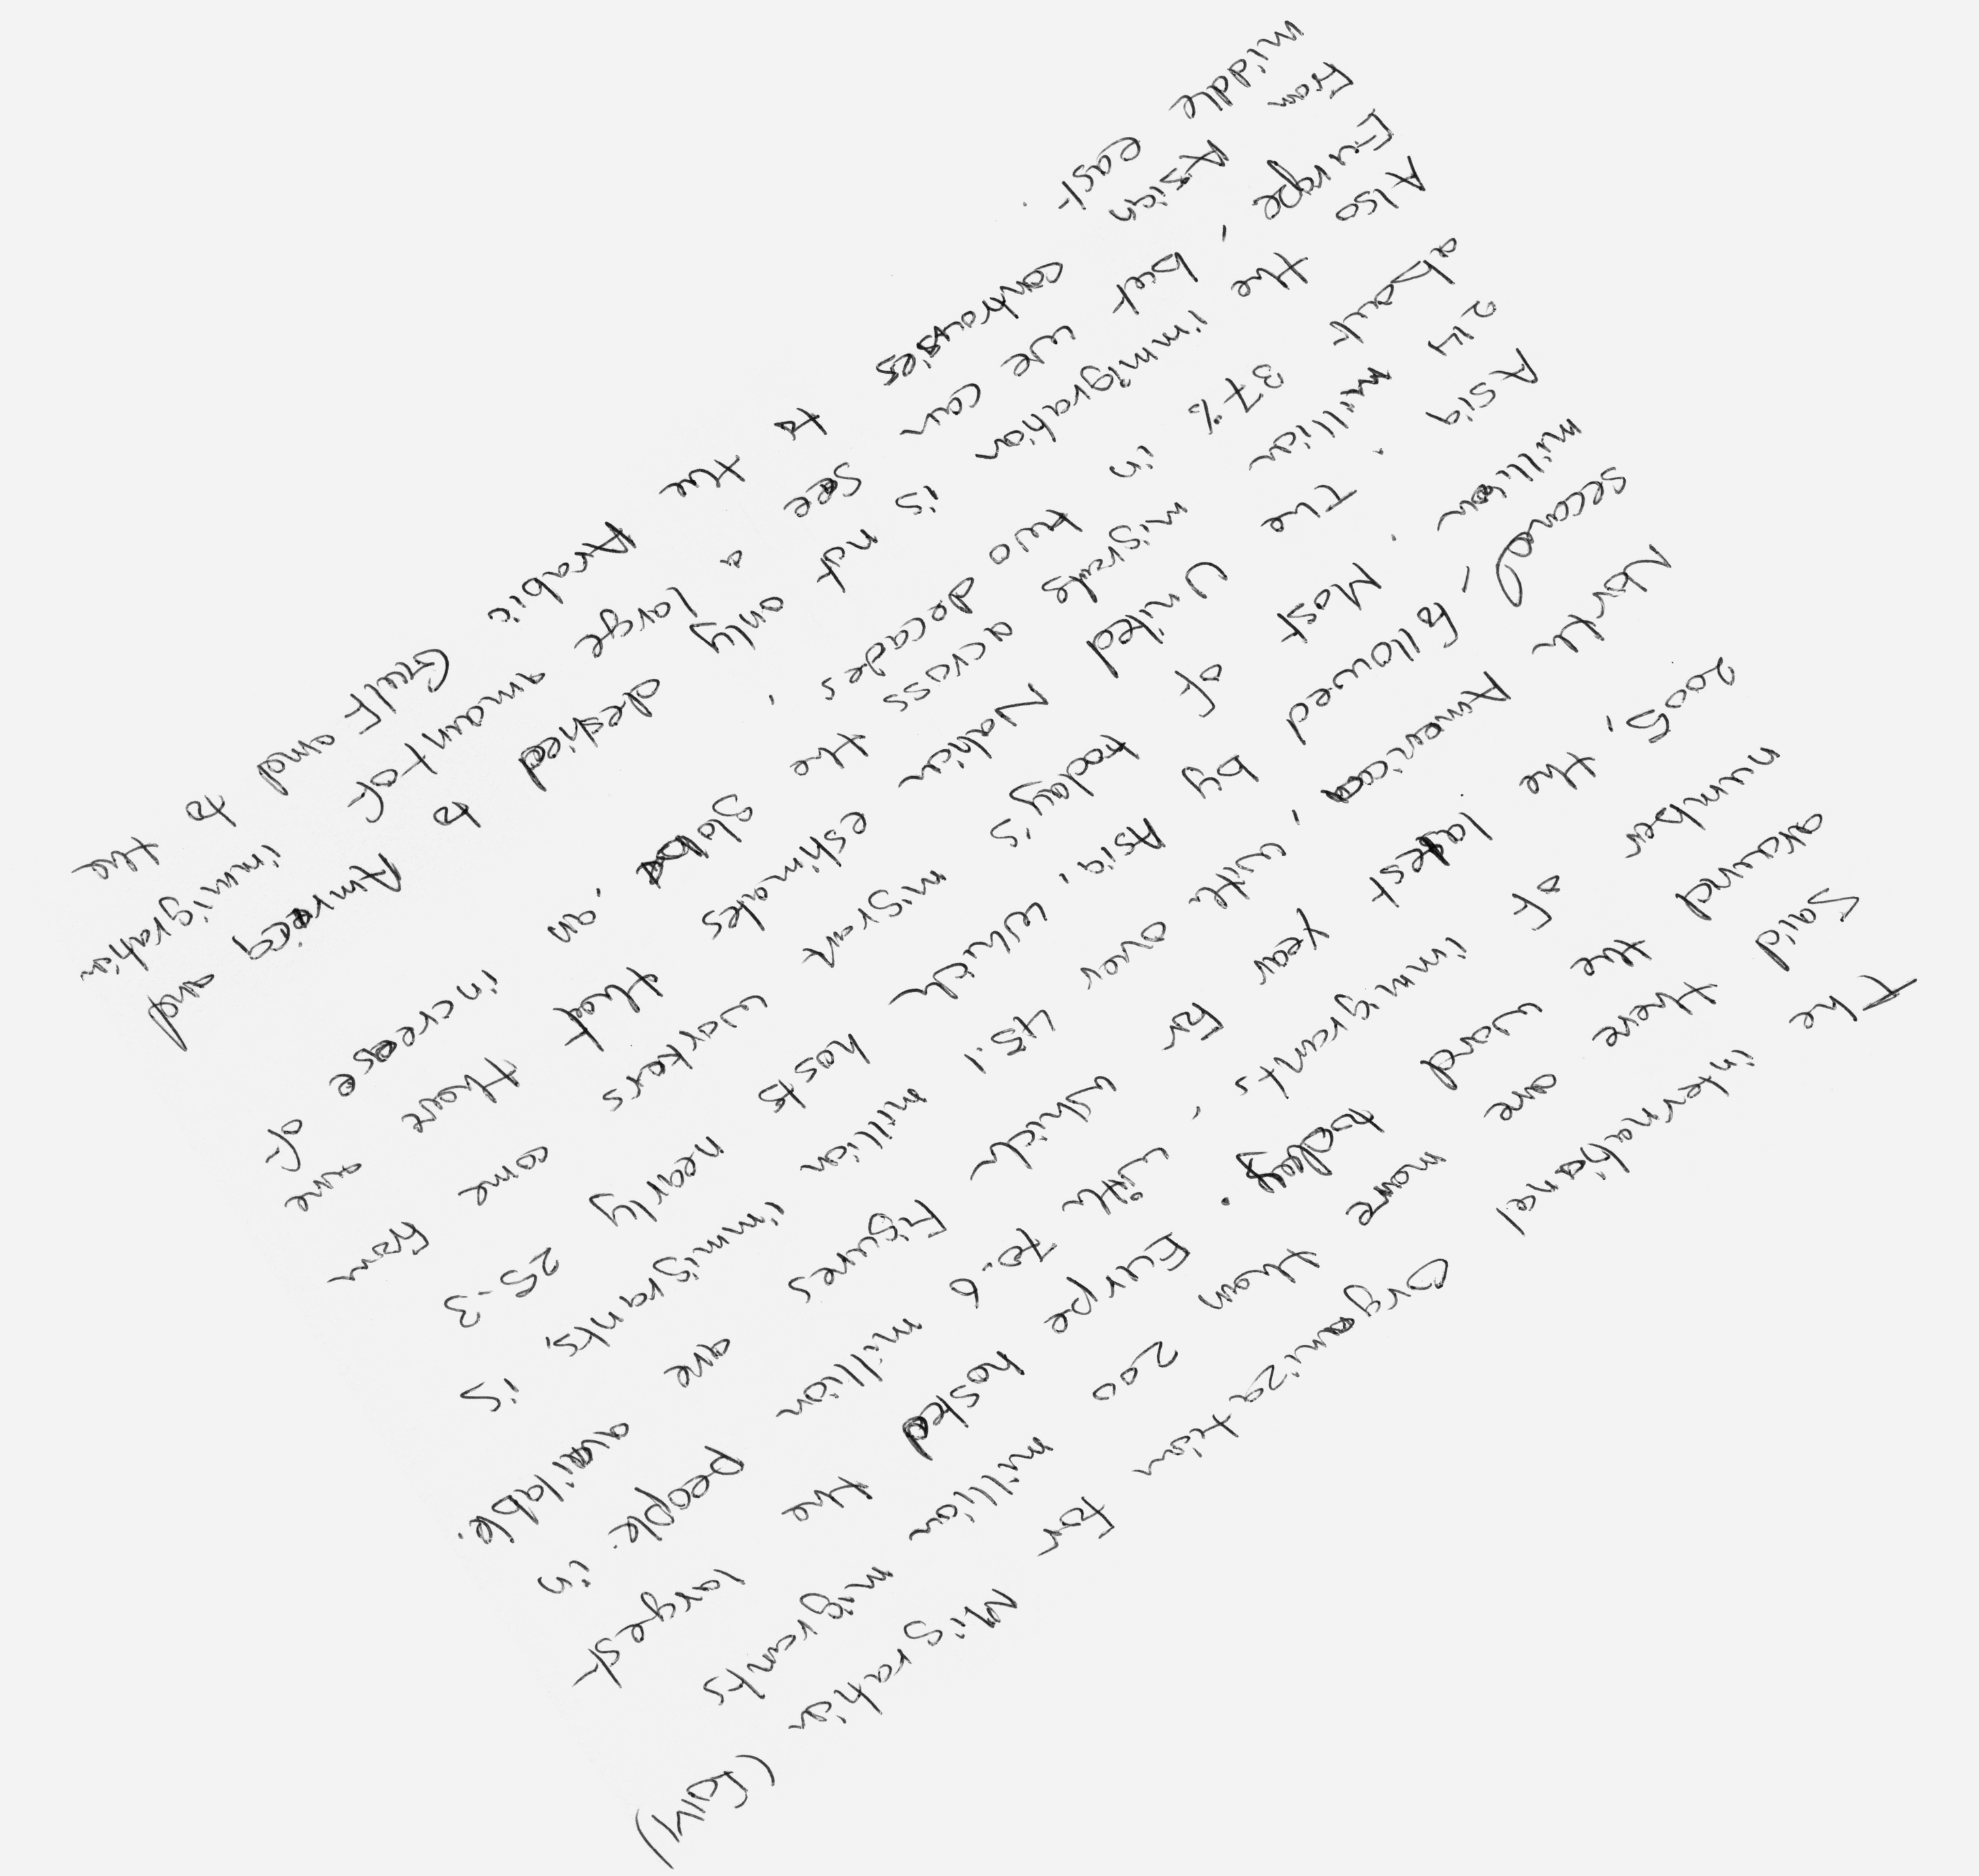 The international Organization for Migration (IOM)
Said there are more than 200 million migrants
around the world today. Europe hosted the largest
number of immigrants, with 70.6 million people in
2005, the latest year for which figures are available.
North America, with over 45.1 million immigrants, is
second, followed by Asia, which hosts nearly 25.3
million. Most of today's migrant workers come from
Asia. The United Nation estimates that there are
214 million migrants across the globe, an increase of
about 37% in two decades.
Also the immigration is not only destined to America and
Europe, but we can see a large amount of immigration
from Asian countries to the Arabic Gulf and to the
middle east.